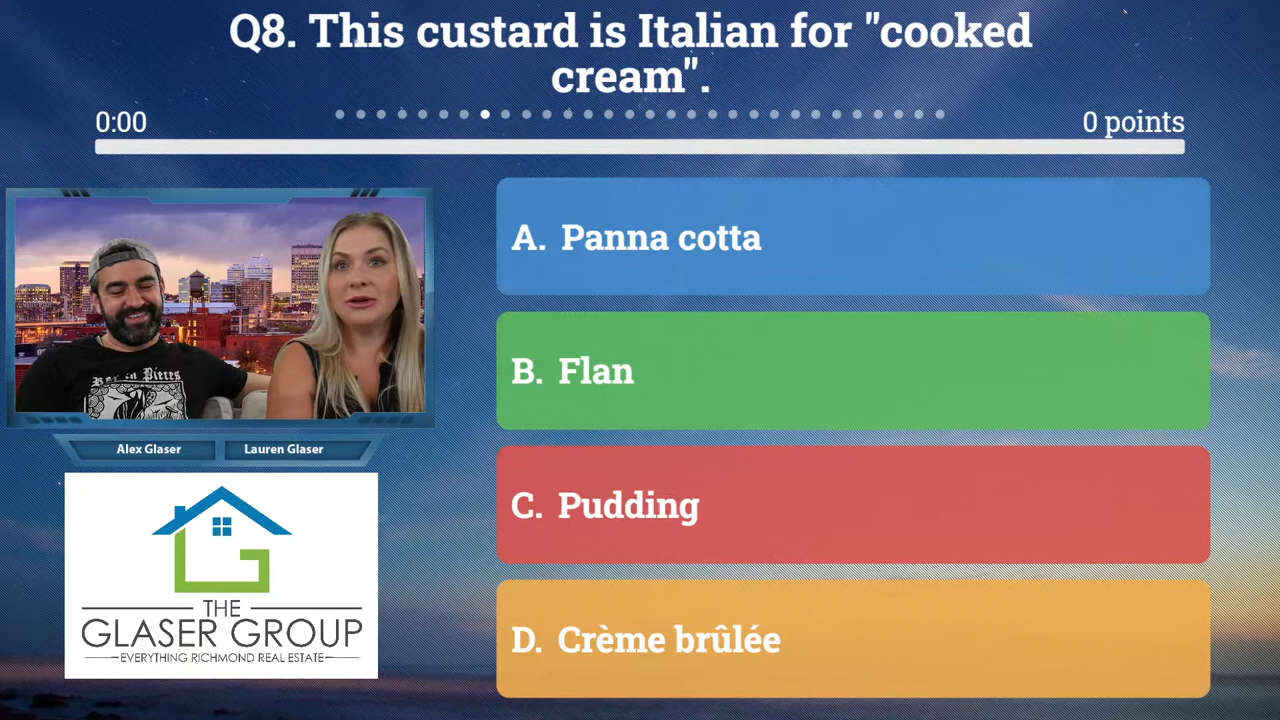 Q8. This custard is Italian for "cooked
cream".
0:00
0 points
A. Panna cotta
B. Flan
C. Pudding
D. Crème brûlée
Alex Glaser
Lauren Glaser
THE
GLASER GROUP
EVERYTHING RICHMOND REAL ESTATE